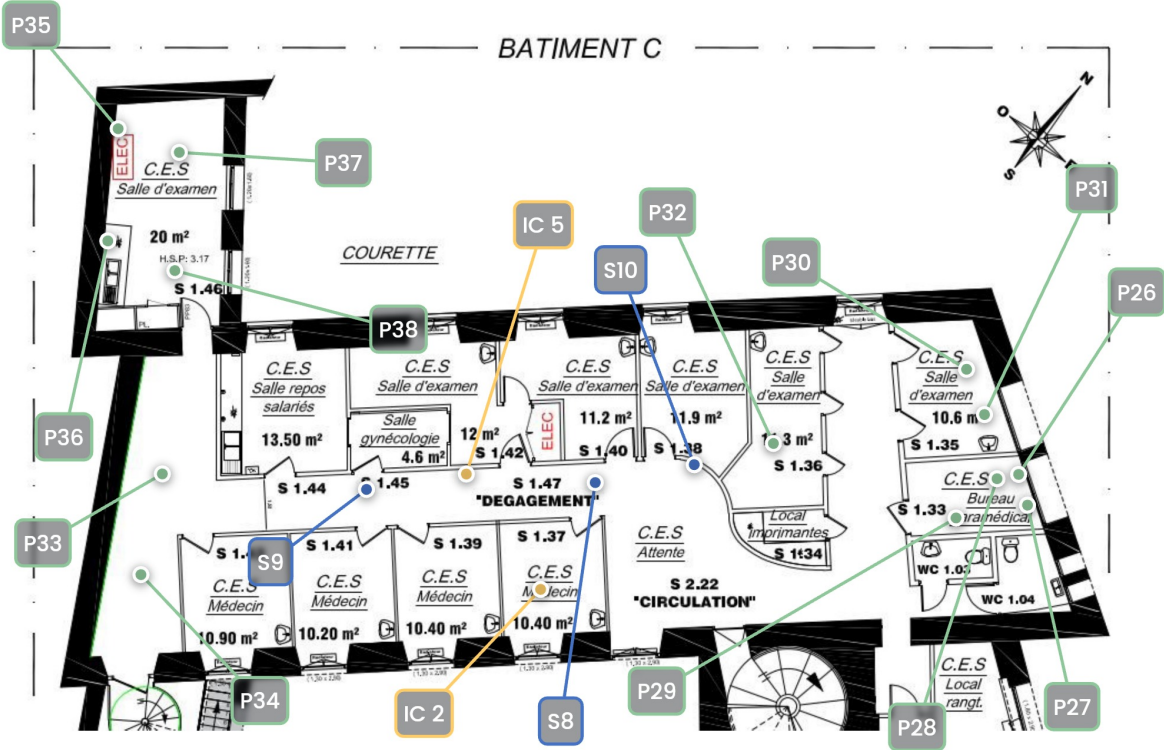 P35
BATIMENT C
N
O
S
P37
P31
ELEC
C.E.S
Salle d'examen
20 m²
H.S.P: 3.17
S 1.46
PL.
IC 5
P32
S10
P30
P26
COURETTE
P38
P36
C.E.S
Salle repos
salariés
13.50 m²
C.E.S
Salle d'examen
Salle
gynécologie
4.6 m²
12 m²
S 1.42
C.E.S
Salle d'examen
11.2 m²
ELEC
S 1.40
C.E.S
Salle d'examen
S 1.38
C.E.S
Salle
d'examen
S 1.36
C.E.S
Salle
d'examen
10.6 m²
S 1.35
S 1.44
S 1.45
S 1.47
"DEGAGEMENT"
C.E.S
Bureau
S 1.33
P33
S9
S 1.41
S 1.39
S 1.37
C.E.S
Attente
Local
imprimantes
S 1.34
WC 1.03
WC 1.04
C.E.S
Médecin
10.90 m²
C.E.S
Médecin
10.20 m²
C.E.S
Médecin
10.40 m²
C.E.S
Médecin
10.40 m²
S 2.22
"CIRCULATION"
P34
IC 2
S8
P29
C.E.S
Local
rangt.
P28
P27